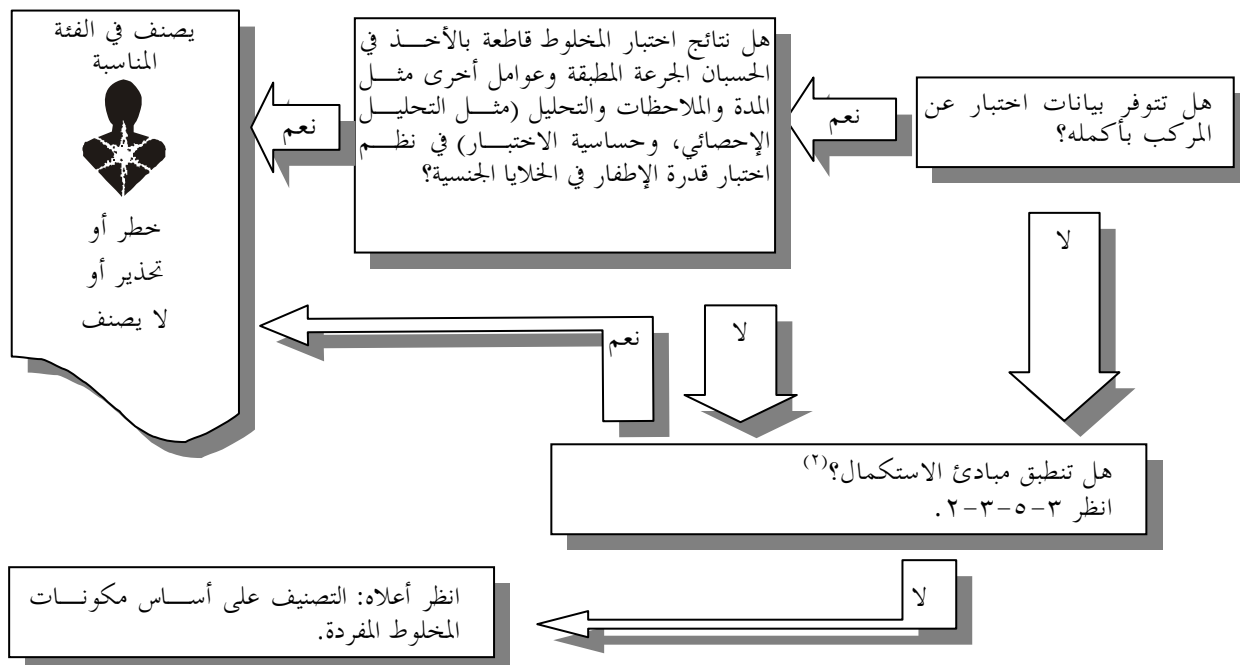 هل تتوفر بيانات اختبار عن
المركب بأكمله؟
نعم
هل نتائج اختبار المخلوط قاطعة بالأخذ في
الحسبان الجرعة المطبقة وعوامل أخرى مثل
المدة والملاحظات والتحليل (مثل التحليل
الإحصائي، وحساسية الاختبار) في نظم
اختبار قدرة الإطفار في الخلايا الجنسية؟
نعم
يصنف في الفئة
المناسبة
خطر أو
تحذير أو
لا يصنف
لا
لا
نعم
هل تنطبق مبادئ الاستكمال؟(٢)
انظر ٣-٥-٣-٢.
لا
انظر أعلاه: التصنيف على أساس مكونات
المخلوط المفردة.